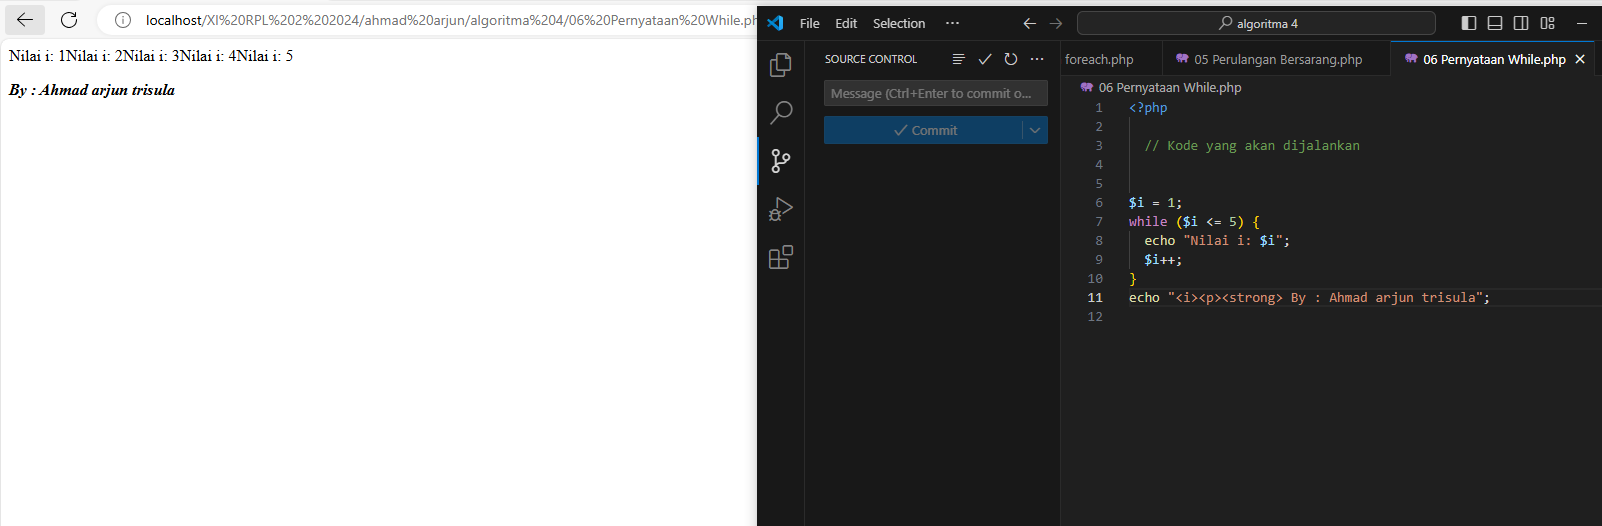 localhost/XI%20RPL%202%202024/ahmad%20arjun/algoritma%204/06%20Pernyataan%20While.ph
Nilai i: 1Nilai i: 2Nilai i: 3Nilai i: 4Nilai i: 5
By : Ahmad arjun trisula
File Edit Selection ··· algoritma 4
SOURCE CONTROL
Message (Ctrl+Enter to commit o...
Commit
foreach.php 05 Perulangan Bersarang.php 06 Pernyataan While.php
06 Pernyataan While.php
1 <?php
2
3 // Kode yang akan dijalankan
4
5
6 $i = 1;
7 while ($i <= 5) {
8 echo "Nilai i: $i";
9 $i++;
10 }
11 echo "<i><p><strong> By : Ahmad arjun trisula";
12